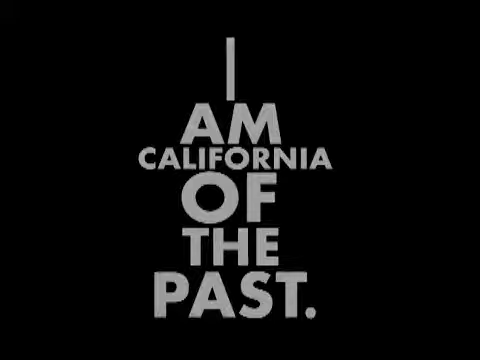 I
AM
CALIFORNIA
OF
THE
PAST.